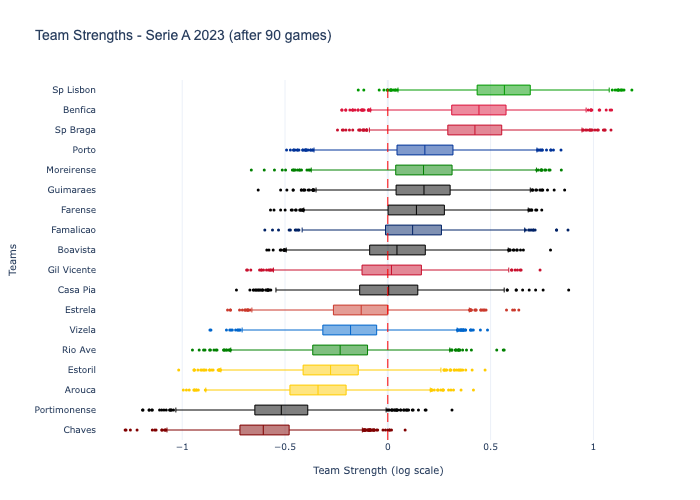 Team Strengths - Serie A 2023 (after 90 games)
Sp Lisbon
Benfica
Sp Braga
Porto
Moreirense
Guimaraes
Farense
Famalicao
Boavista
Gil Vicente
Casa Pia
Estrela
Vizela
Rio Ave
Estoril
Arouca
Portimonense
Chaves
Teams
−1 −0.5 0 0.5 1
Team Strength (log scale)